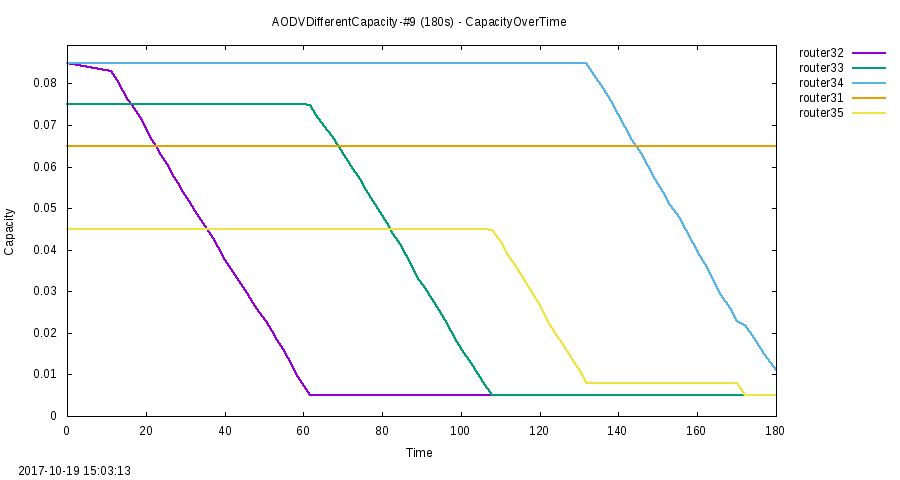 AODVDifferentCapacity-#9 (180s) - CapacityOverTime
router32
router33
router34
router31
router35
0.08
0.07
0.06
0.05
0.04
0.03
0.02
0.01
0
Capacity
0 20 40 60 80 100 120 140 160 180
Time
2017-10-19 15:03:13